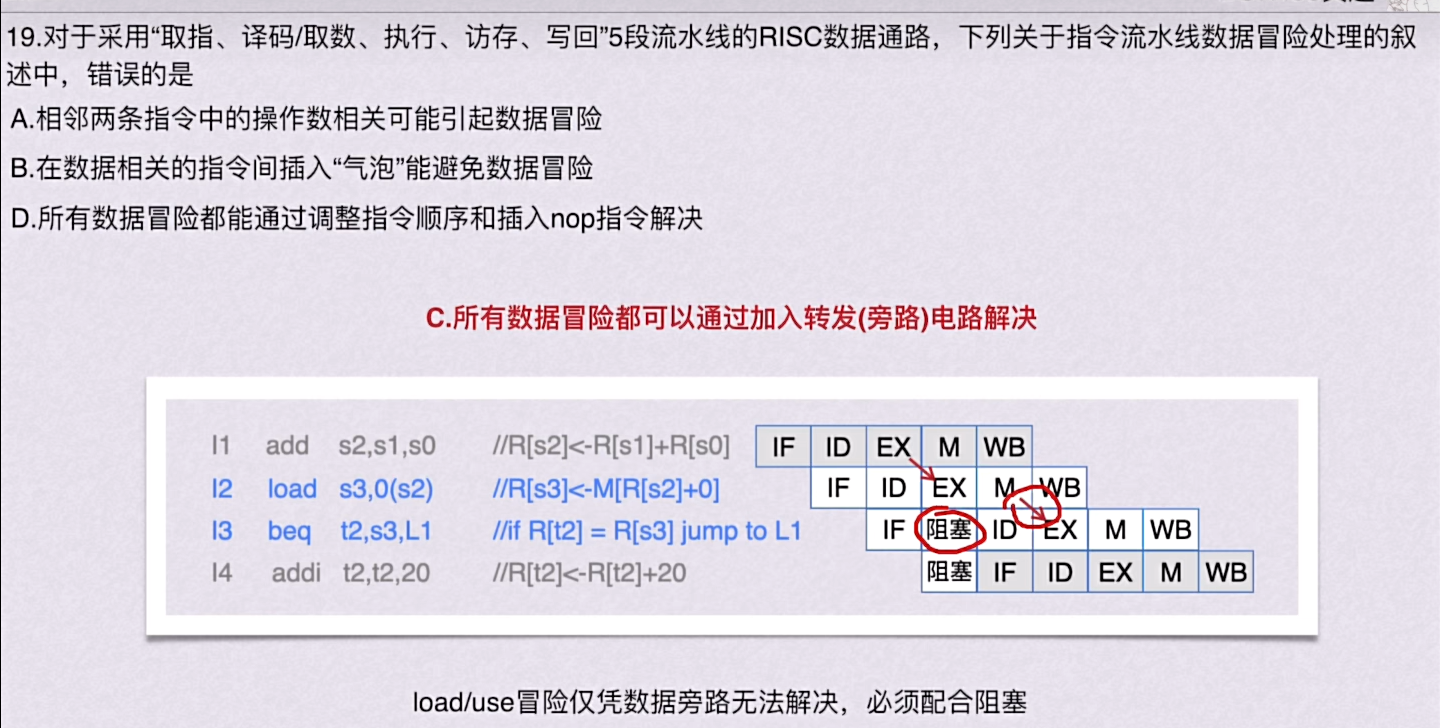 19.对于采用“取指、译码/取数、执行、访存、写回”5段流水线的RISC数据通路，下列关于指令流水线数据冒险处理的叙
述中，错误的是
A.相邻两条指令中的操作数相关可能引起数据冒险
B.在数据相关的指令间插入“气泡”能避免数据冒险
D.所有数据冒险都能通过调整指令顺序和插入nop指令解决
C.所有数据冒险都可以通过加入转发(旁路)电路解决
I1 add s2,s1,s0 //R[s2]<-R[s1]+R[s0] IF ID EX M WB
I2 load s3,0(s2) //R[s3]<-M[R[s2]+0] IF ID EX M WB
I3 beq t2,s3,L1 //if R[t2] = R[s3] jump to L1 IF 阻塞 ID EX M WB
I4 addi t2,t2,20 //R[t2]<-R[t2]+20 阻塞 IF ID EX M WB
load/use冒险仅凭数据旁路无法解决，必须配合阻塞